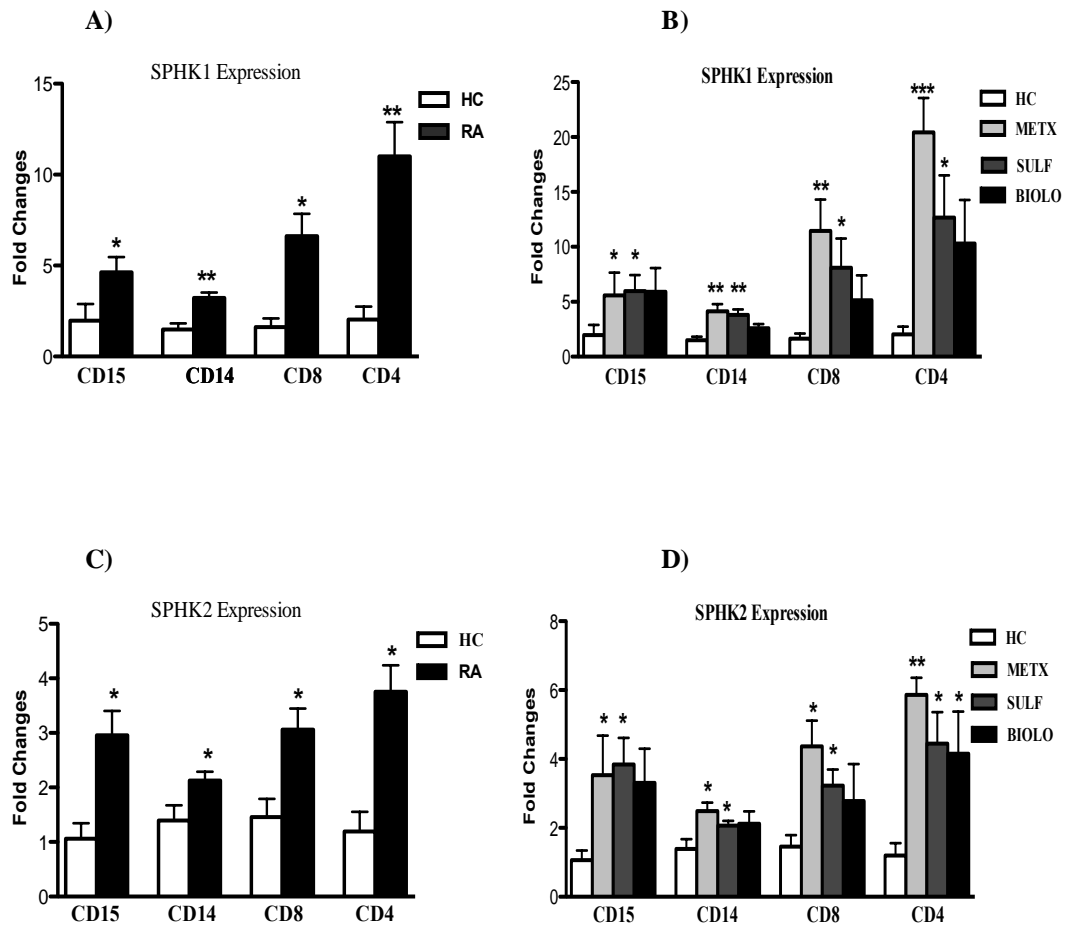 A)
SPHK1 Expression
Fold Changes
15
10
5
0
*
**
*
**
HC
RA
CD15 CD14 CD8 CD4
B)
SPHK1 Expression
Fold Changes
25
20
15
10
5
0
* *
** **
** *
*** *
HC
METX
SULF
BIOLO
CD15 CD14 CD8 CD4
C)
SPHK2 Expression
Fold Changes
5
4
3
2
1
0
*
*
*
*
HC
RA
CD15 CD14 CD8 CD4
D)
SPHK2 Expression
Fold Changes
8
6
4
2
0
* *
* *
* *
** * *
HC
METX
SULF
BIOLO
CD15 CD14 CD8 CD4